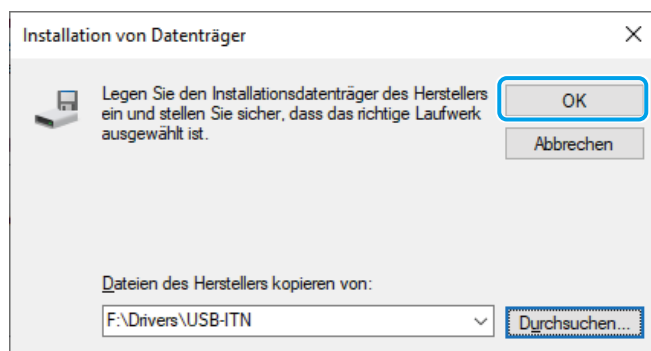 Installation von Datenträger
Legen Sie den Installationsdatenträger des Herstellers
ein und stellen Sie sicher, dass das richtige Laufwerk
ausgewählt ist.
OK
Abbrechen
Dateien des Herstellers kopieren von:
F:\Drivers\USB-ITN
Durchsuchen...